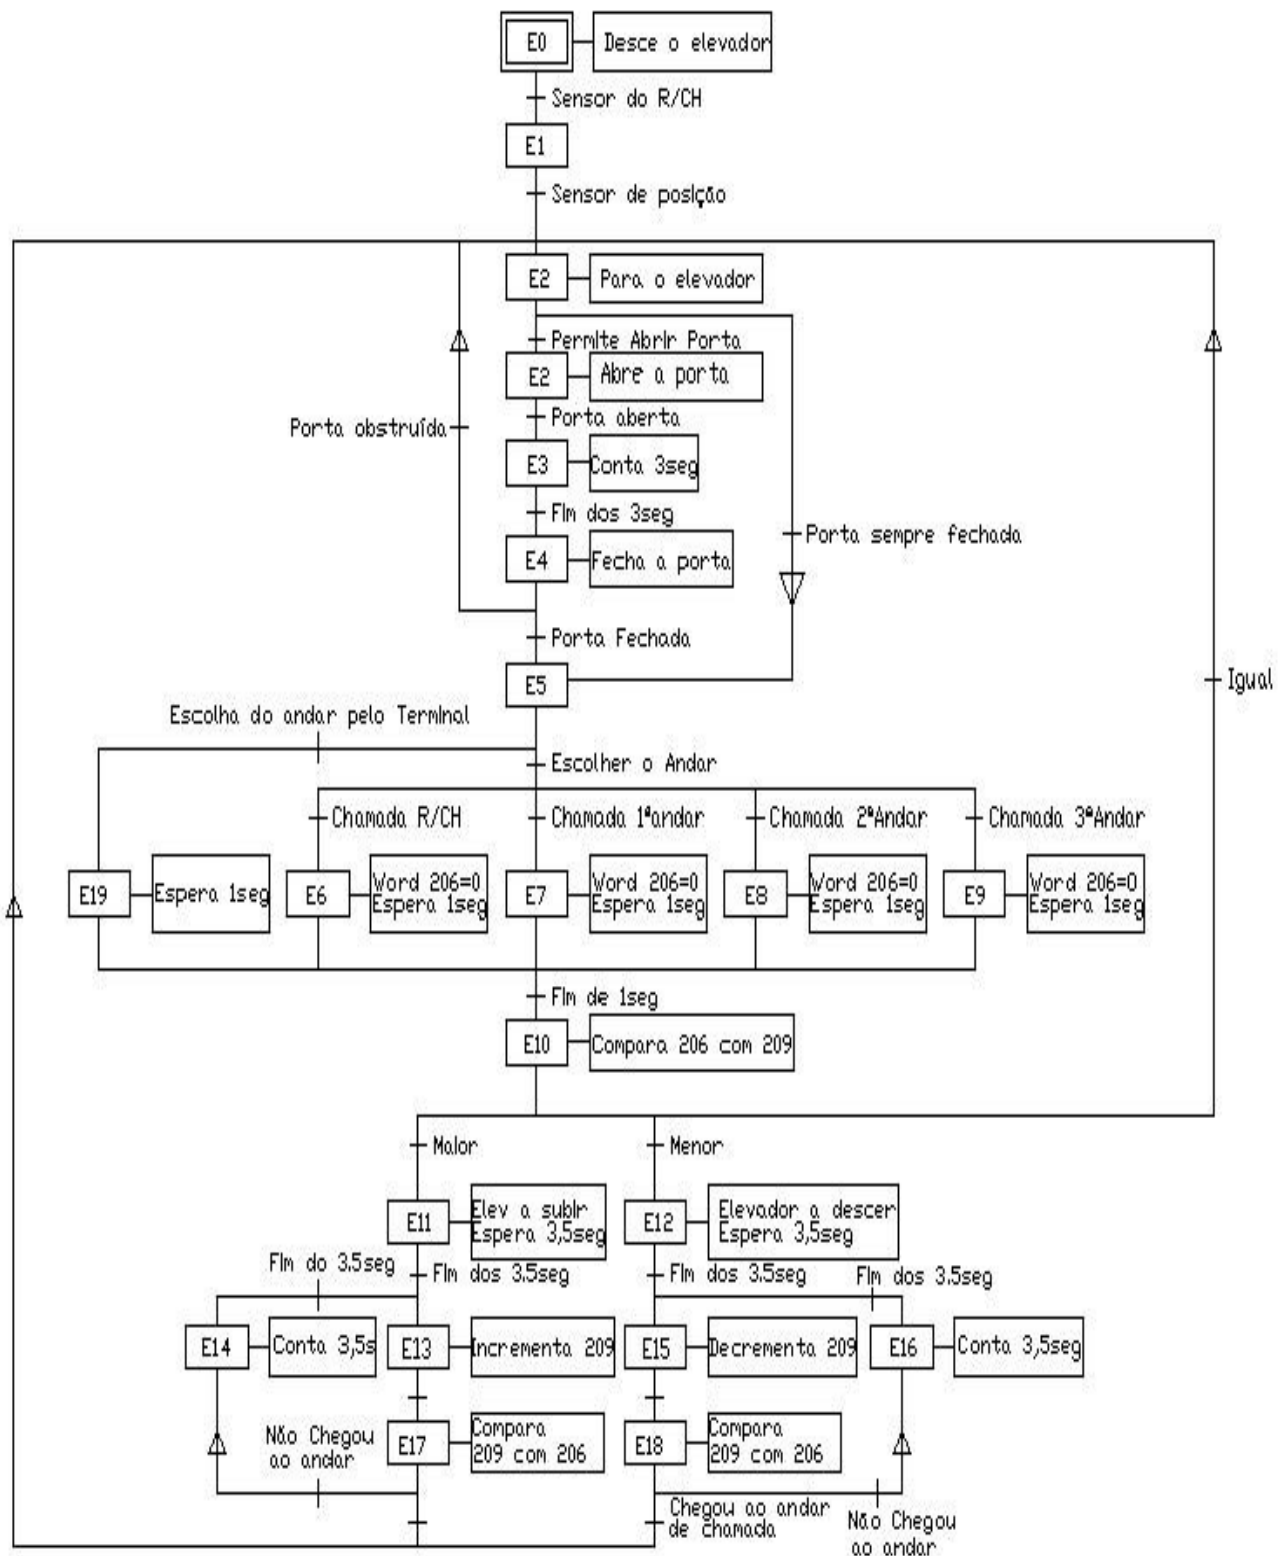 E0
Desce o elevador
Sensor do R/CH
E1
Sensor de posição
E2
Para o elevador
Permite Abrir Porta
E2
Abre a porta
Porta obstruída
Porta aberta
E3
Conta 3seg
Fim dos 3seg
Porta sempre fechada
E4
Fecha a porta
Porta Fechada
E5
Igual
Escolha do andar pelo Terminal
Escolher o Andar
Chamada R/CH
Chamada 1ªandar
Chamada 2ªAndar
Chamada 3ªAndar
E19
Espera 1seg
E6
Word 206=0
Espera 1seg
E7
Word 206=0
Espera 1seg
E8
Word 206=0
Espera 1seg
E9
Word 206=0
Espera 1seg
Fim de 1seg
E10
Compara 206 com 209
Maior
Menor
E11
Elev a subir
Espera 3,5seg
E12
Elevador a descer
Espera 3,5seg
Fim do 3.5seg
Fim dos 3.5seg
Fim dos 3.5seg
Fim dos 3.5seg
E14
Conta 3,5s
E13
Incrementa 209
E15
Decrementa 209
E16
Conta 3,5seg
Não Chegou
ao andar
E17
Compara
209 com 206
E18
Compara
209 com 206
Chegou ao andar
de chamada
Não Chegou
ao andar